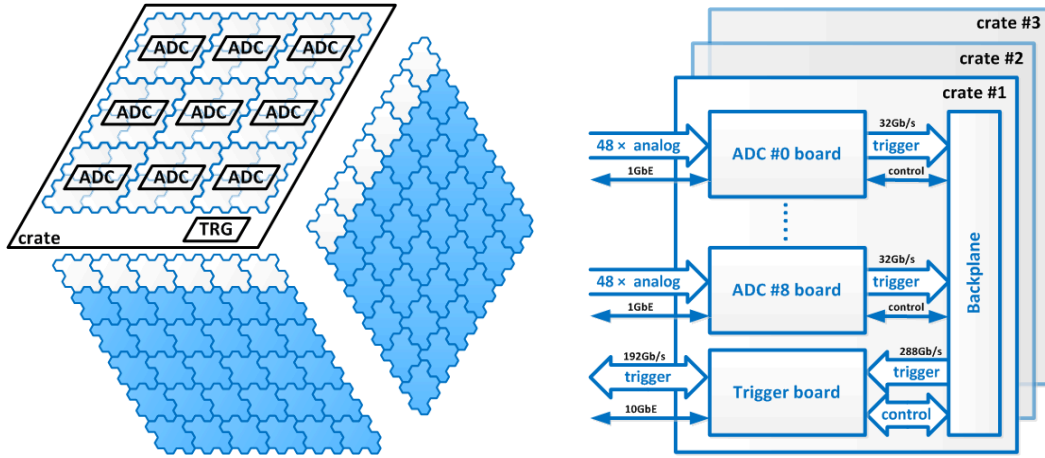 ADC ADC ADC
ADC ADC ADC
ADC ADC ADC
TRG
crate
crate #3
crate #2
crate #1
48 × analog
1GbE
ADC #0 board
32Gb/s
trigger
control
48 × analog
1GbE
ADC #8 board
32Gb/s
trigger
control
192Gb/s
trigger
10GbE
Trigger board
288Gb/s
trigger
control
Backplane